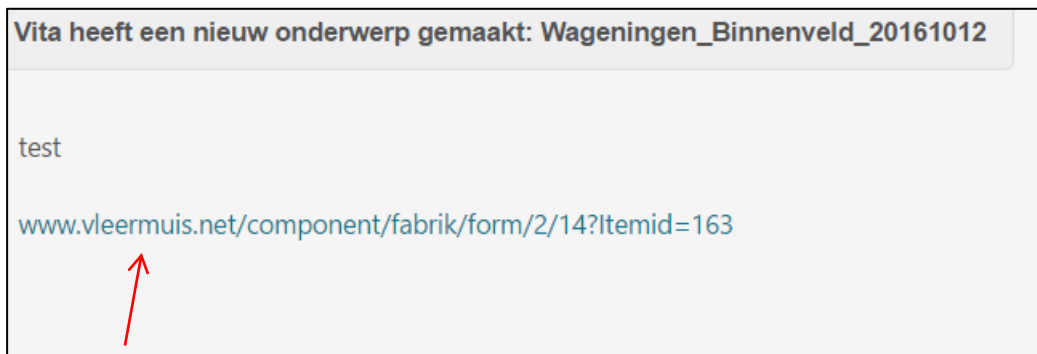 Vita heeft een nieuw onderwerp gemaakt: Wageningen_Binnenveld_20161012
test
www.vleermuis.net/component/fabrik/form/2/14?Itemid=163